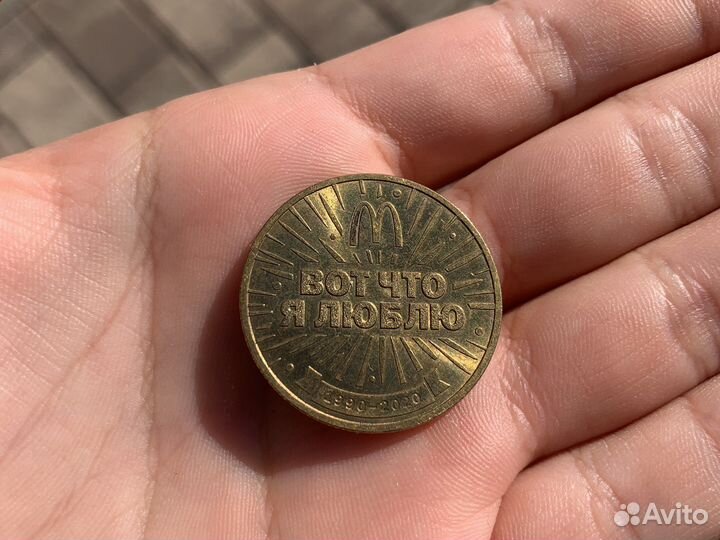 M
ВОТ ЧТО
Я ЛЮБЛЮ
1990-2020
Avito